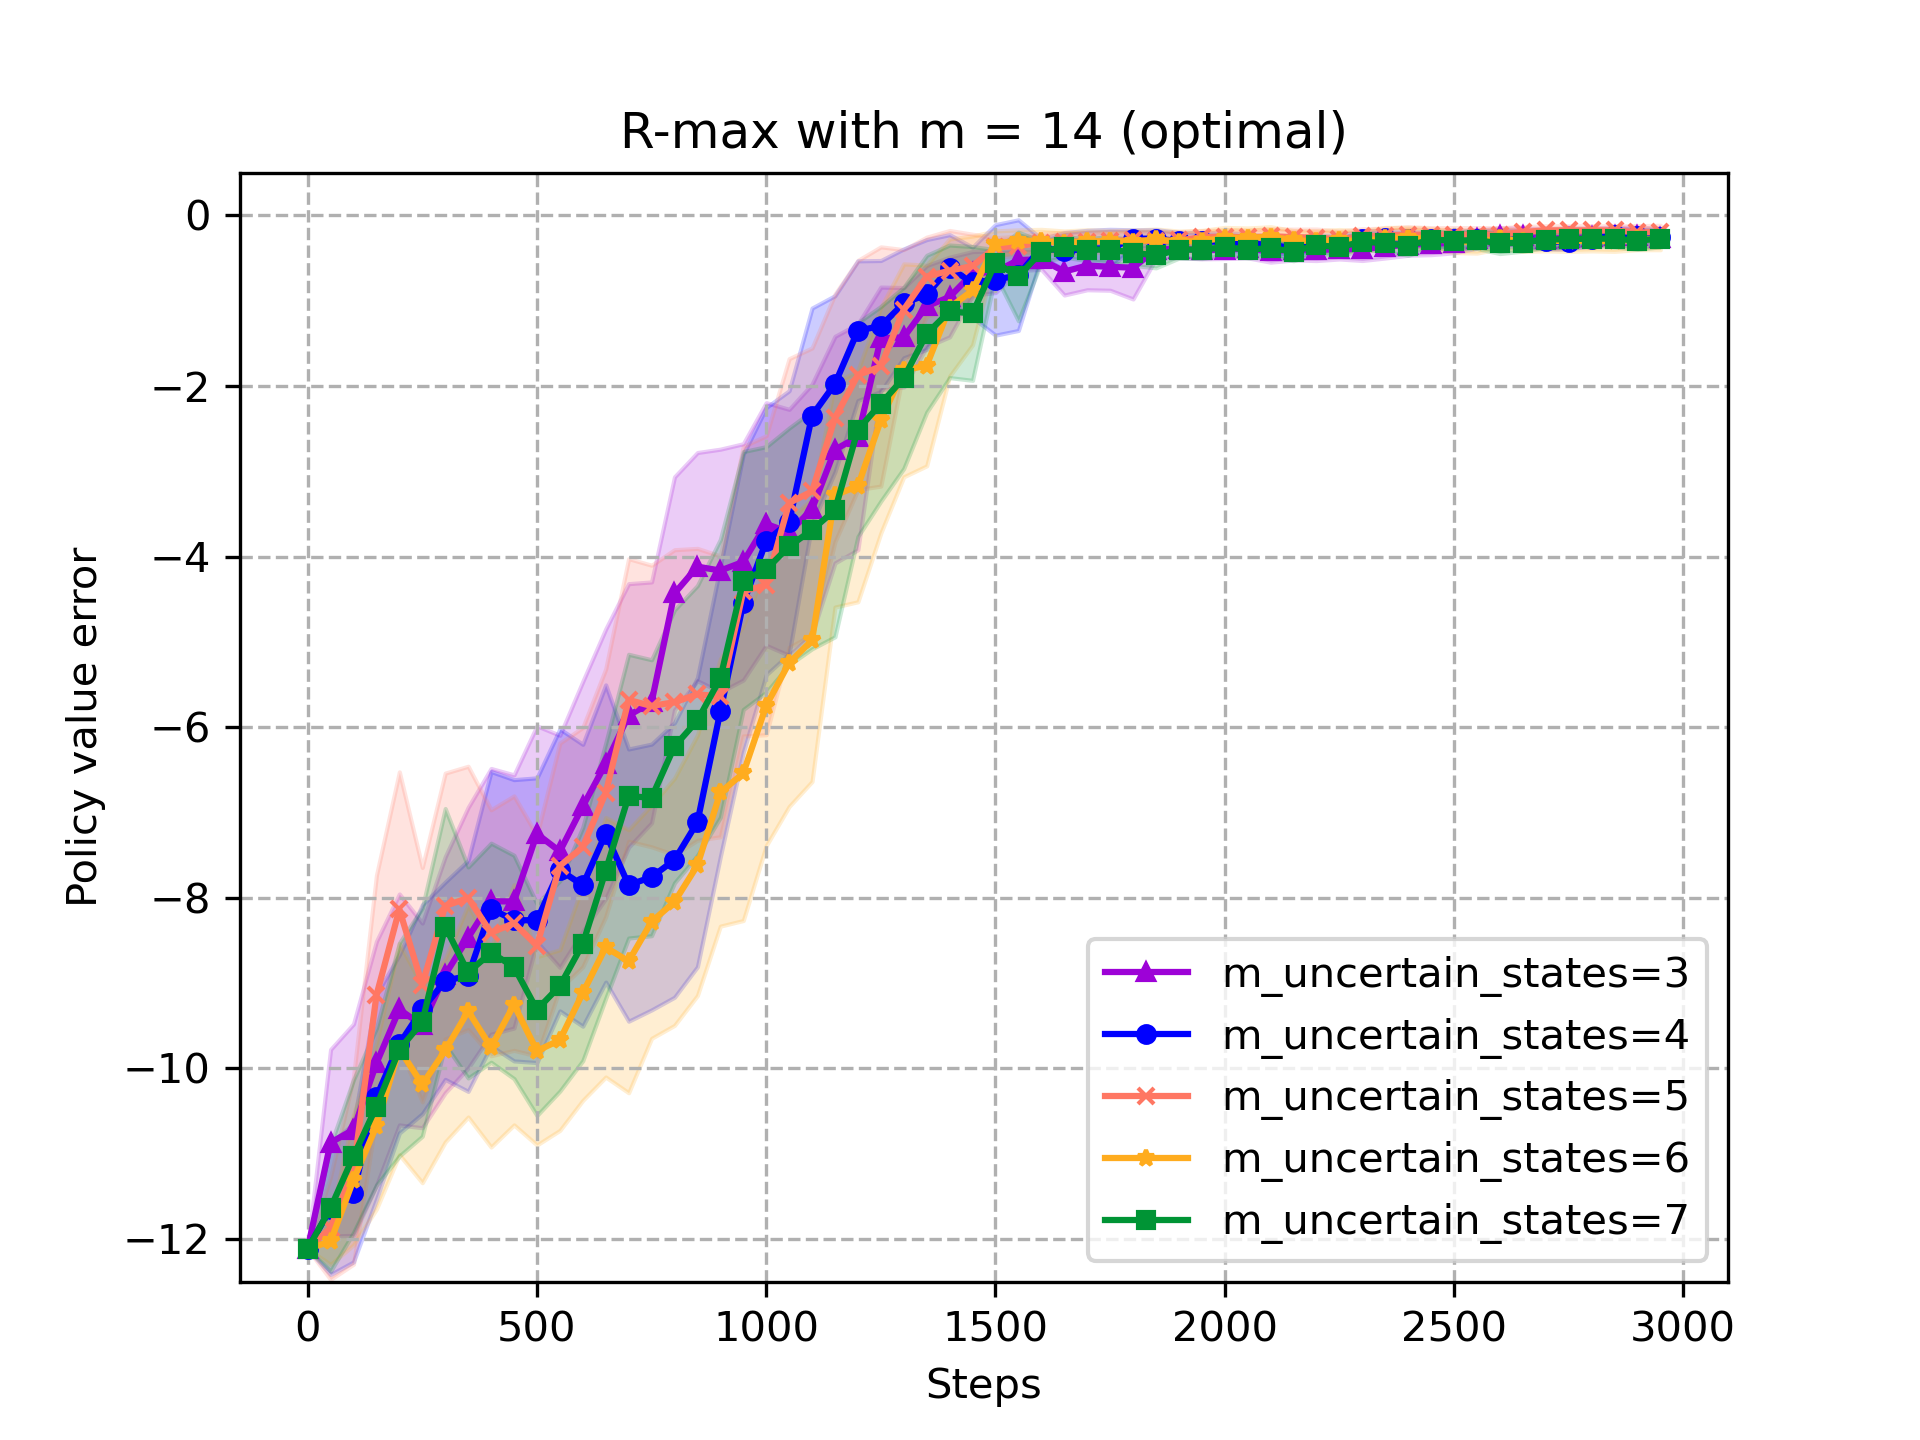 R-max with m = 14 (optimal)
Policy value error
0
−2
−4
−6
−8
−10
−12
m_uncertain_states=3
m_uncertain_states=4
m_uncertain_states=5
m_uncertain_states=6
m_uncertain_states=7
0 500 1000 1500 2000 2500 3000
Steps